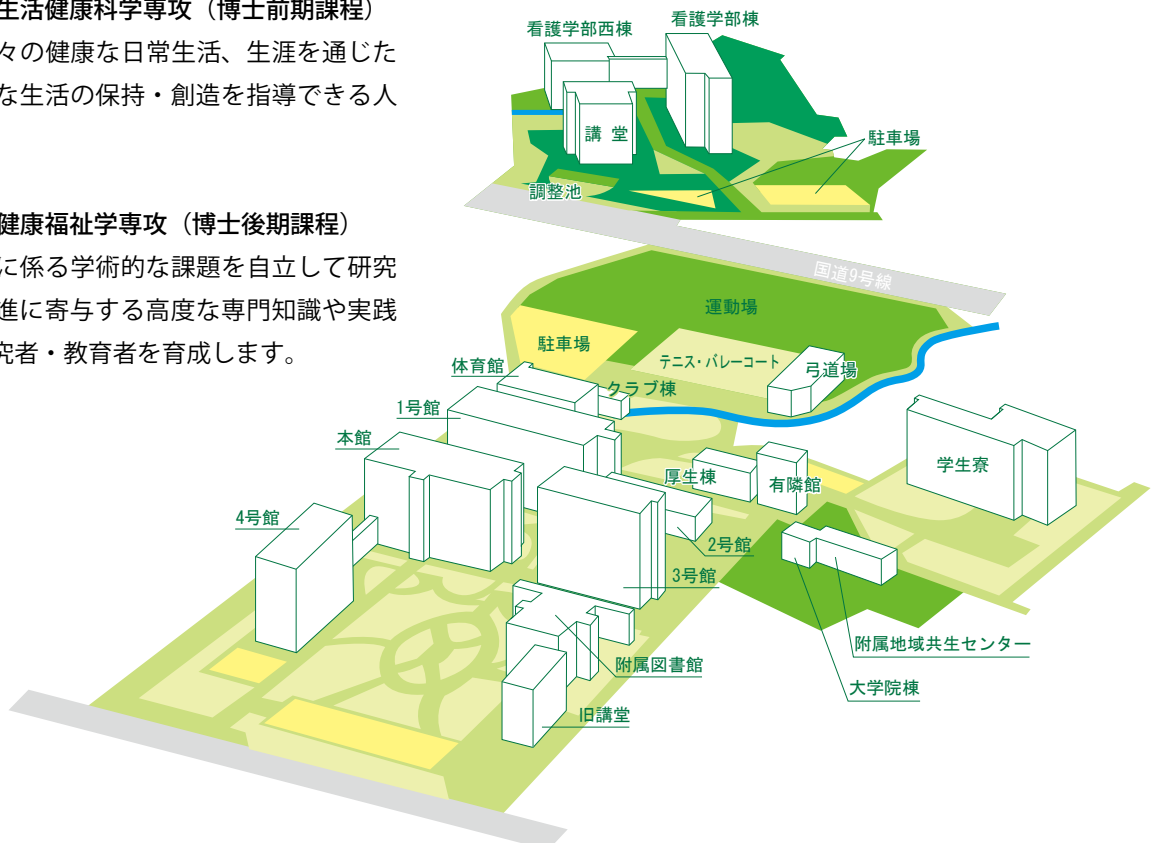 生活健康科学専攻（博士前期課程）
々の健康な日常生活、生涯を通じた
な生活の保持・創造を指導できる人
健康福祉学専攻（博士後期課程）
に係る学術的な課題を自立して研究
進に寄与する高度な専門知識や実践
究者・教育者を育成します。
看護学部西棟
看護学部棟
講 堂
駐車場
調整池
国道9号線
運動場
駐車場
テニス・バレーコート
弓道場
体育館
クラブ棟
1号館
本館
厚生棟
有隣館
学生寮
4号館
2号館
3号館
附属地域共生センター
附属図書館
大学院棟
旧講堂